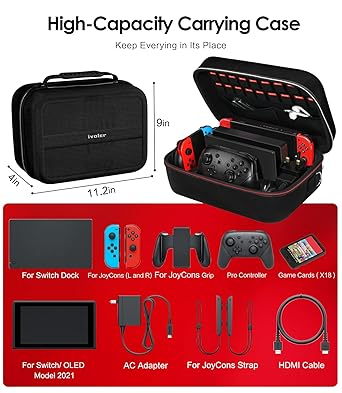 High-Capacity Carrying Case
Keep Everying in Its Place
ivoler
9in
4in
11.2in
For Switch Dock
For JoyCons (L and R)
For JoyCons Grip
Pro Controller
Game Cards ( X18 )
For Switch/ OLED
Model 2021
AC Adapter
For JoyCons Strap
HDMI Cable